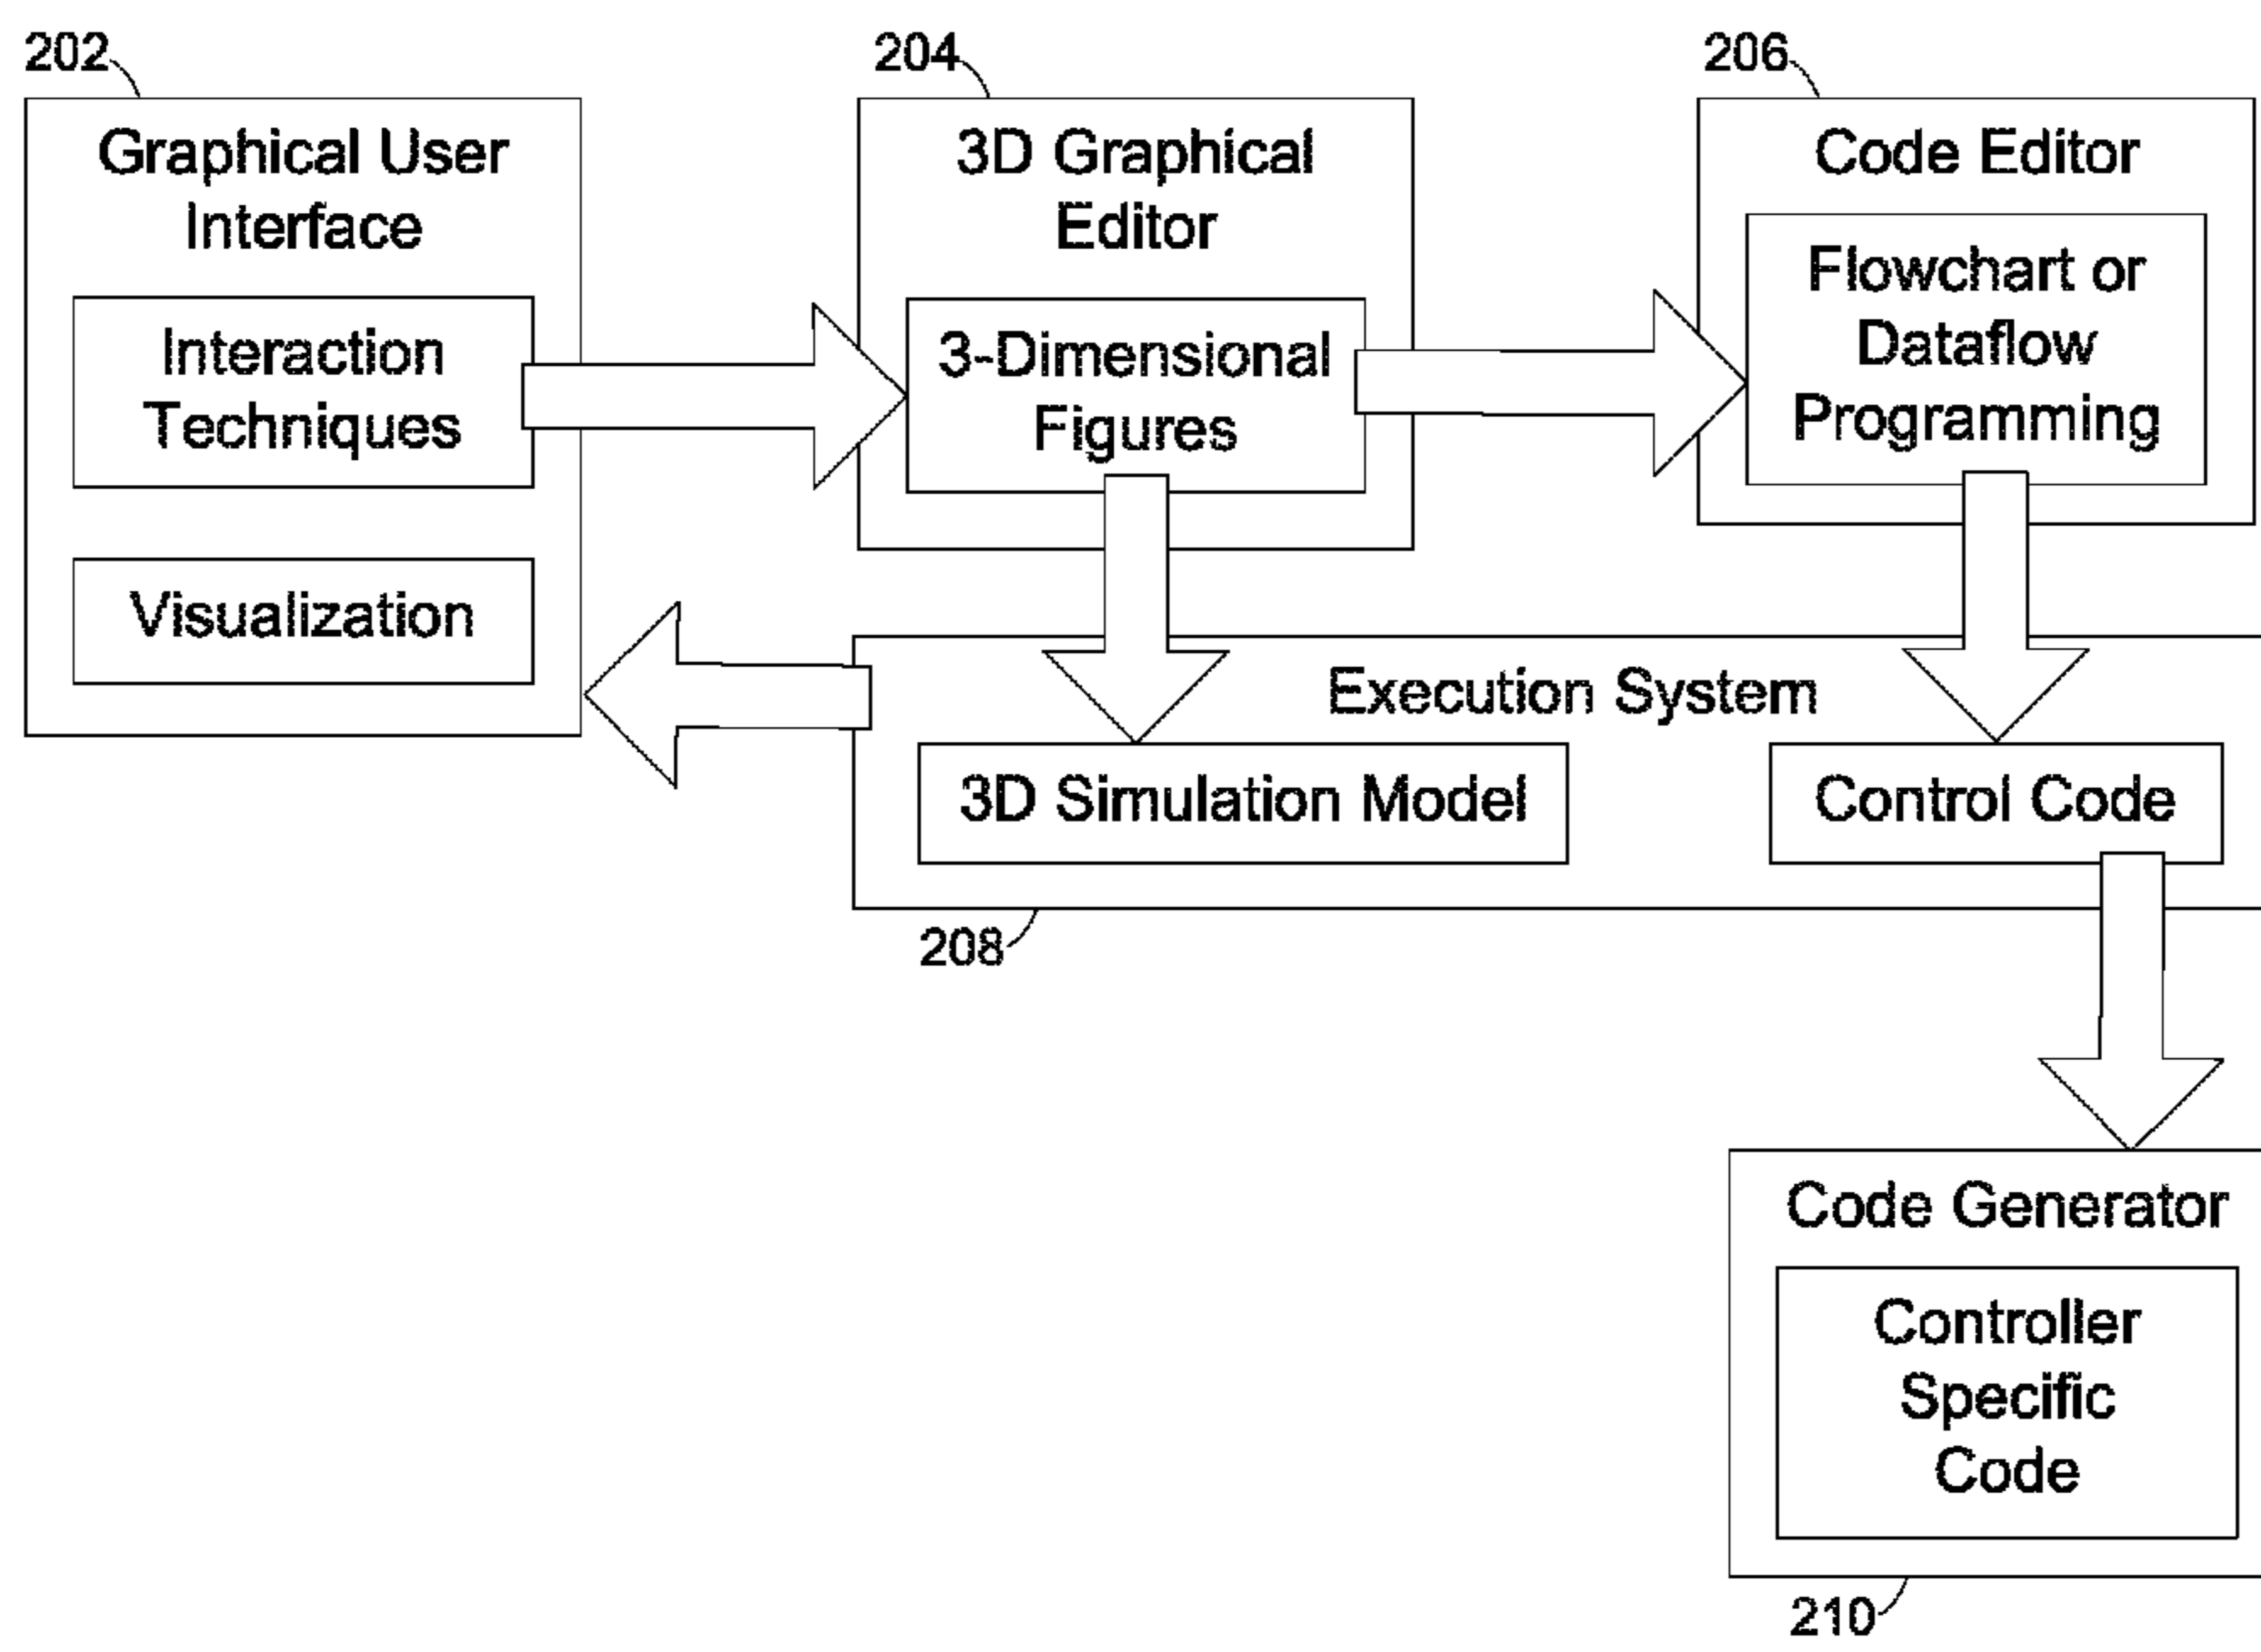 202
Graphical User
Interface
Interaction
Techniques
Visualization
204
3D Graphical
Editor
3-Dimensional
Figures
206
Code Editor
Flowchart or
Dataflow
Programming
Execution System
3D Simulation Model
Control Code
208
Code Generator
Controller
Specific
Code
210